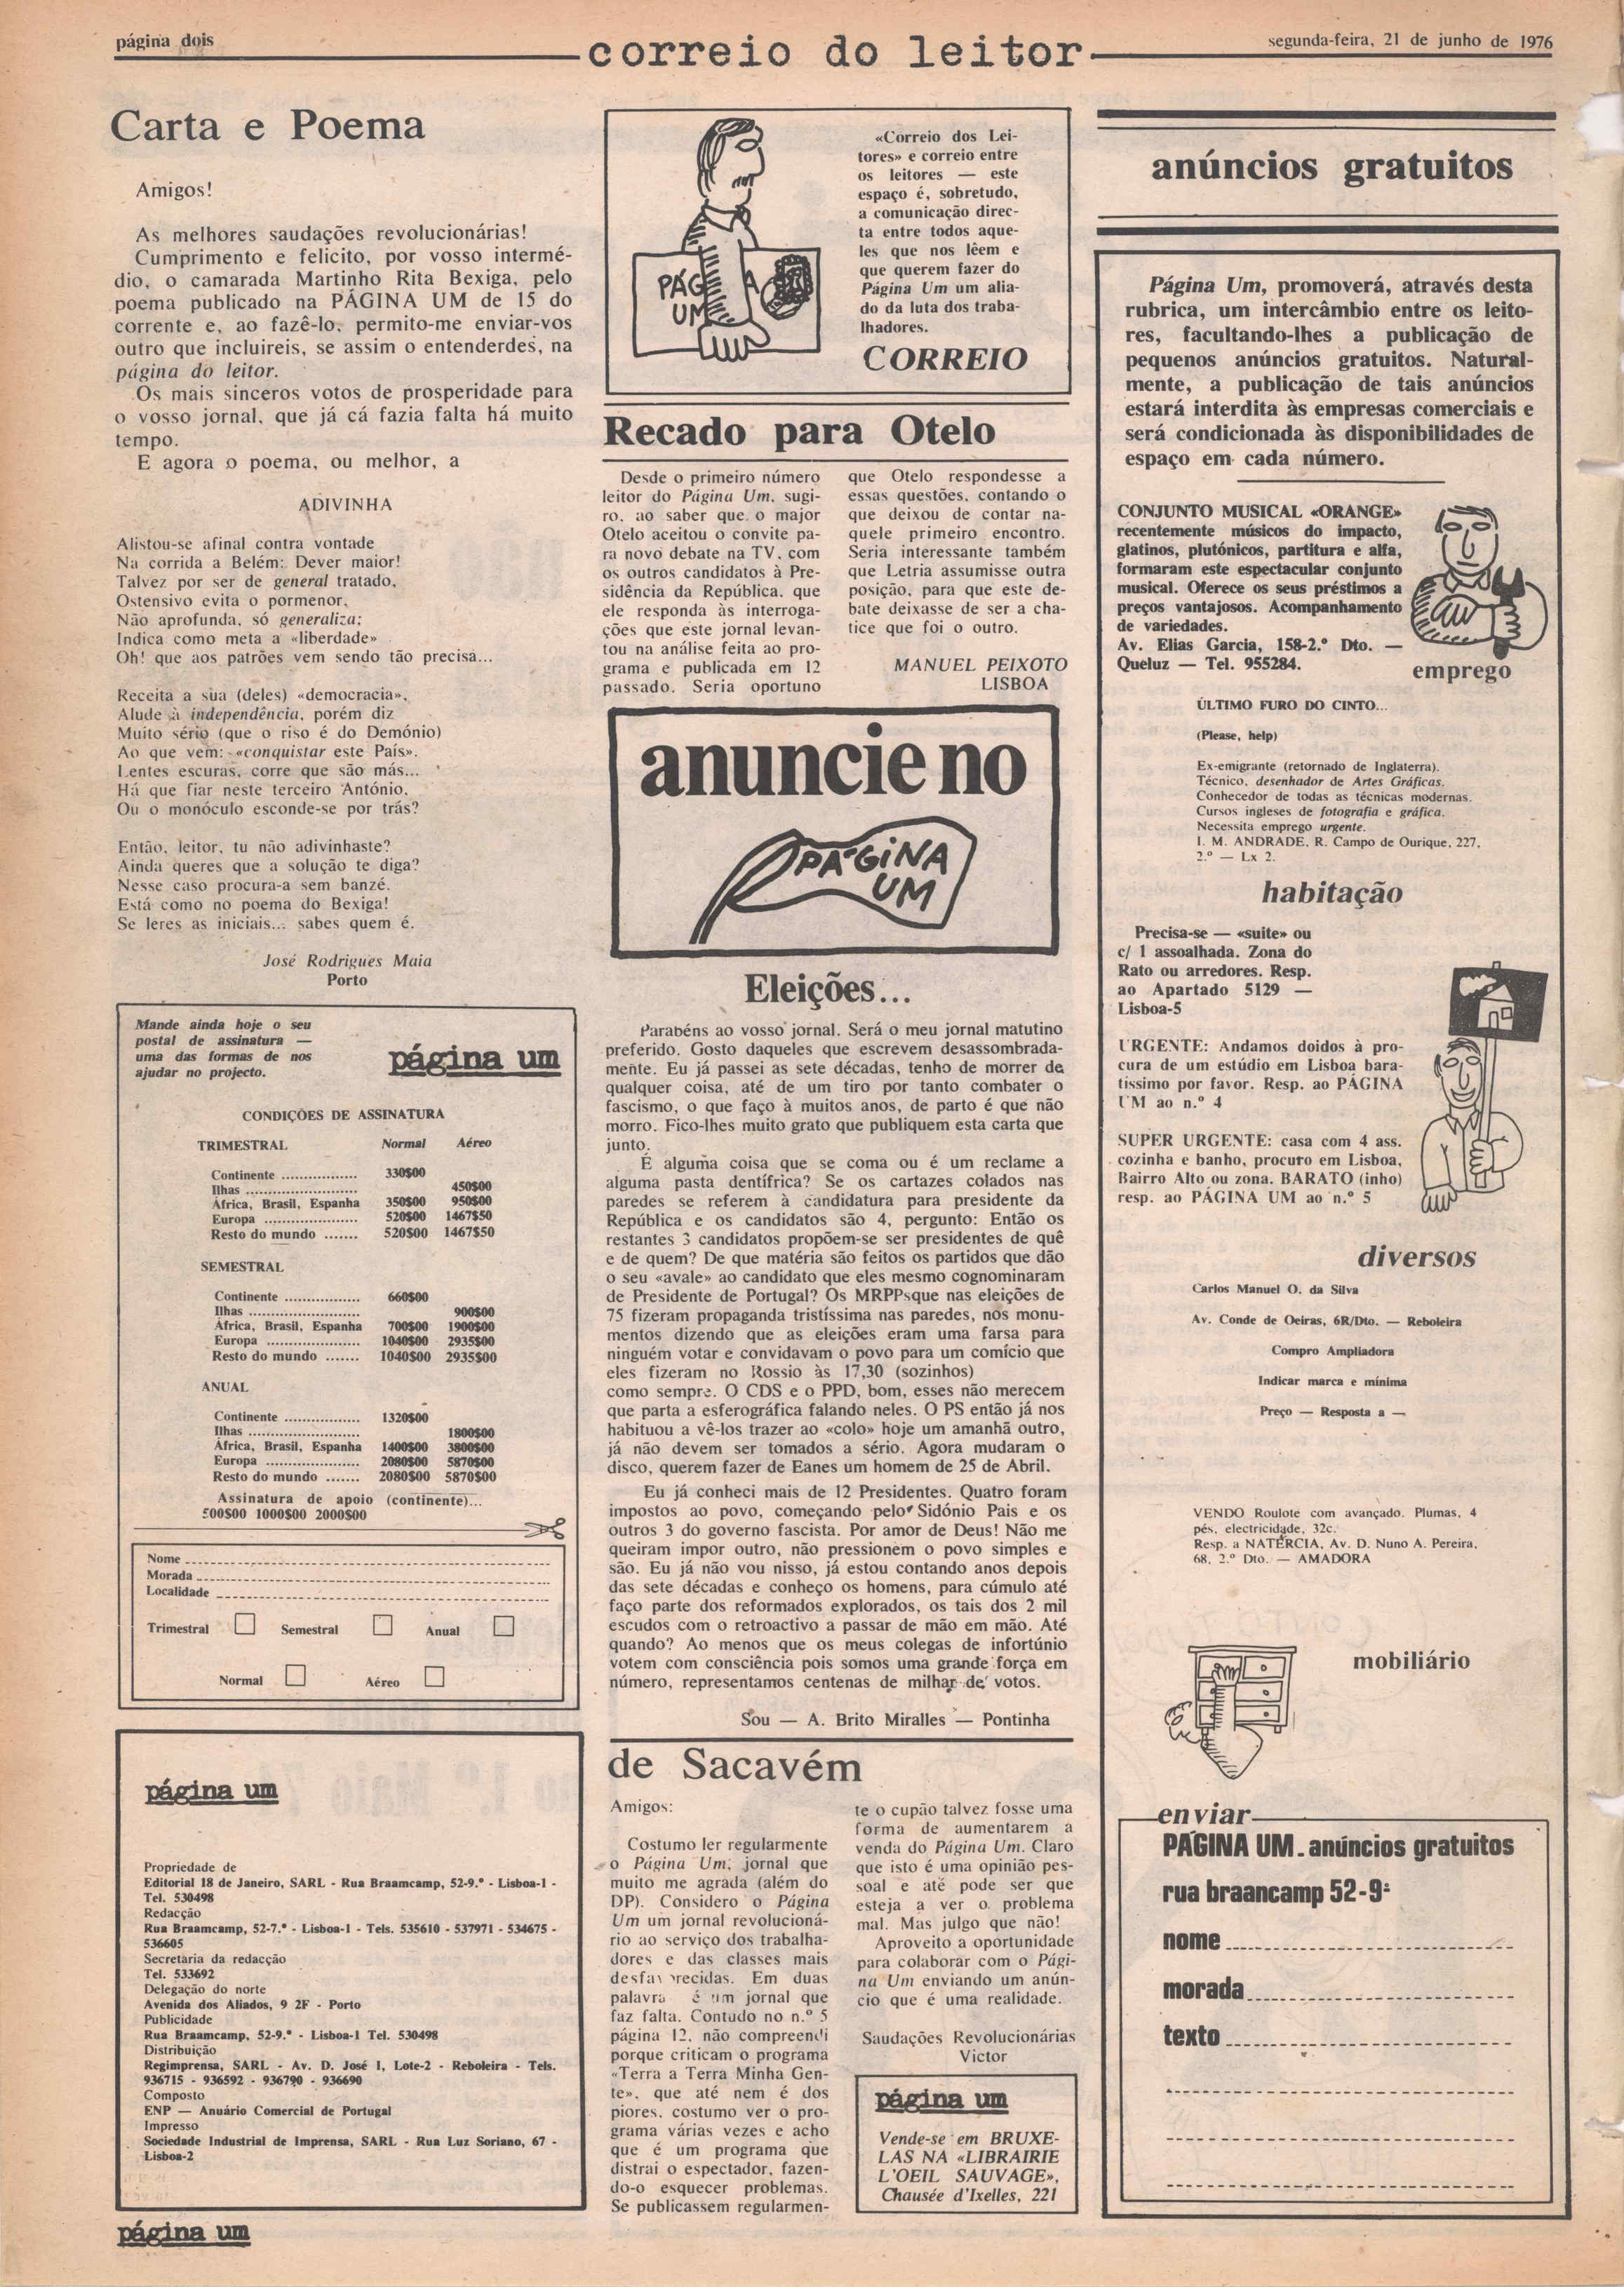 página dois
correio do leitor
segunda-feira, 21 de junho de 1976
Carta e Poema
Amigos!
As melhores saudações revolucionárias!
Cumprimento e felicito, por vosso intermé-
dio, o camarada Martinho Rita Bexiga, pelo
poema publicado na PÁGINA UM de 15 do
corrente e, ao fazê-lo, permito-me enviar-vos
outro que incluireis, se assim o entenderdes, na
página do leitor.
Os mais sinceros votos de prosperidade para
o vosso jornal, que já cá fazia falta há muito
tempo.
E agora o poema, ou melhor, a
ADIVINHA
Alistou-se afinal contra vontade
Na corrida a Belém: Dever maior!
Talvez por ser de general tratado,
Ostensivo evita o pormenor,
Não aprofunda, só generaliza;
Indica como meta a «liberdade»
Oh! que aos patrões vem sendo tão precisa...
Receita a sua (deles) «democracia»,
Alude à independência, porém diz
Muito sério (que o riso é do Demónio)
Ao que vem: «conquistar este País».
Lentes escuras, corre que são más...
Há que fiar neste terceiro António,
Ou o monóculo esconde-se por trás?
Então, leitor, tu não adivinhaste?
Ainda queres que a solução te diga?
Nesse caso procura-a sem banzé.
Está como no poema do Bexiga!
Se leres as iniciais... sabes quem é.
José Rodrigues Maia
Porto
Mande ainda hoje o seu
postal de assinatura —
uma das formas de nos
ajudar no projecto.
página um
CONDIÇÕES DE ASSINATURA
TRIMESTRAL Normal Aéreo
Continente ................ 330$00
Ilhas ........................ 450$00
África, Brasil, Espanha 350$00 950$00
Europa .................... 520$00 1467$50
Resto do mundo ....... 520$00 1467$50
SEMESTRAL
Continente ................ 660$00
Ilhas ........................ 900$00
África, Brasil, Espanha 700$00 1900$00
Europa .................... 1040$00 2935$00
Resto do mundo ....... 1040$00 2935$00
ANUAL
Continente ................ 1320$00
Ilhas ........................ 1800$00
África, Brasil, Espanha 1400$00 3800$00
Europa .................... 2080$00 5870$00
Resto do mundo ....... 2080$00 5870$00
Assinatura de apoio (continente)...
500$00 1000$00 2000$00
Nome
Morada
Localidade
Trimestral Semestral Anual
Normal Aéreo
página um
Propriedade de
Editorial 18 de Janeiro, SARL - Rua Braamcamp, 52-9.º - Lisboa-1 -
Tel. 530498
Redacção
Rua Braamcamp, 52-7.º - Lisboa-1 - Tels. 535610 - 537971 - 534675 -
536605
Secretaria da redacção
Tel. 533692
Delegação do norte
Avenida dos Aliados, 9 2F - Porto
Publicidade
Rua Braamcamp, 52-9.º - Lisboa-1 Tel. 530498
Distribuição
Regimprensa, SARL - Av. D. José I, Lote-2 - Reboleira - Tels.
936715 - 936592 - 936790 - 936690
Composto
ENP — Anuário Comercial de Portugal
Impresso
Sociedade Industrial de Imprensa, SARL - Rua Luz Soriano, 67 -
Lisboa-2
página um
PÁG A
UM
«Correio dos Lei-
tores» e correio entre
os leitores — este
espaço é, sobretudo,
a comunicação direc-
ta entre todos aque-
les que nos lêem e
que querem fazer do
Página Um um alia-
do da luta dos traba-
lhadores.
CORREIO
Recado para Otelo
Desde o primeiro número
leitor do Página Um, sugi-
ro, ao saber que o major
Otelo aceitou o convite pa-
ra novo debate na TV, com
os outros candidatos à Pre-
sidência da República, que
ele responda às interroga-
ções que este jornal levan-
tou na análise feita ao pro-
grama e publicada em 12
passado. Seria oportuno
que Otelo respondesse a
essas questões, contando o
que deixou de contar na-
quele primeiro encontro.
Seria interessante também
que Letria assumisse outra
posição, para que este de-
bate deixasse de ser a cha-
tice que foi o outro.
MANUEL PEIXOTO
LISBOA
anuncie no
PÁGINA
UM
Eleições...
Parabéns ao vosso jornal. Será o meu jornal matutino
preferido. Gosto daqueles que escrevem desassombrada-
mente. Eu já passei as sete décadas, tenho de morrer de
qualquer coisa, até de um tiro por tanto combater o
fascismo, o que faço à muitos anos, de parto é que não
morro. Fico-lhes muito grato que publiquem esta carta que
junto.
É alguma coisa que se coma ou é um reclame a
alguma pasta dentífrica? Se os cartazes colados nas
paredes se referem à candidatura para presidente da
República e os candidatos são 4, pergunto: Então os
restantes 3 candidatos propõem-se ser presidentes de quê
e de quem? De que matéria são feitos os partidos que dão
o seu «avale» ao candidato que eles mesmo cognominaram
de Presidente de Portugal? Os MRPPsque nas eleições de
75 fizeram propaganda tristíssima nas paredes, nos monu-
mentos dizendo que as eleições eram uma farsa para
ninguém votar e convidavam o povo para um comício que
eles fizeram no Rossio às 17,30 (sozinhos)
como sempre. O CDS e o PPD, bom, esses não merecem
que parta a esferográfica falando neles. O PS então já nos
habituou a vê-los trazer ao «colo» hoje um amanhã outro,
já não devem ser tomados a sério. Agora mudaram o
disco, querem fazer de Eanes um homem de 25 de Abril.
Eu já conheci mais de 12 Presidentes. Quatro foram
impostos ao povo, começando pelo Sidónio Pais e os
outros 3 do governo fascista. Por amor de Deus! Não me
queiram impor outro, não pressionem o povo simples e
são. Eu já não vou nisso, já estou contando anos depois
das sete décadas e conheço os homens, para cúmulo até
faço parte dos reformados explorados, os tais dos 2 mil
escudos com o retroactivo a passar de mão em mão. Até
quando? Ao menos que os meus colegas de infortúnio
votem com consciência pois somos uma grande força em
número, representamos centenas de milhar de votos.
Sou — A. Brito Miralles — Pontinha
de Sacavém
Amigos:
Costumo ler regularmente
o Página Um, jornal que
muito me agrada (além do
DP). Considero o Página
Um um jornal revolucioná-
rio ao serviço dos trabalha-
dores e das classes mais
desfavorecidas. Em duas
palavra é um jornal que
faz falta. Contudo no n.º 5
página 12, não compreendi
porque criticam o programa
«Terra a Terra Minha Gen-
te», que até nem é dos
piores, costumo ver o pro-
grama várias vezes e acho
que é um programa que
distrai o espectador, fazen-
do-o esquecer problemas.
Se publicassem regularmen-
te o cupão talvez fosse uma
forma de aumentarem a
venda do Página Um. Claro
que isto é uma opinião pes-
soal e até pode ser que
esteja a ver o problema
mal. Mas julgo que não!
Aproveito a oportunidade
para colaborar com o Pági-
na Um enviando um anún-
cio que é uma realidade.
Saudações Revolucionárias
Victor
página um
Vende-se em BRUXE-
LAS NA «LIBRAIRIE
L'OEIL SAUVAGE»,
Chausée d'Ixelles, 221
anúncios gratuitos
Página Um, promoverá, através desta
rubrica, um intercâmbio entre os leito-
res, facultando-lhes a publicação de
pequenos anúncios gratuitos. Natural-
mente, a publicação de tais anúncios
estará interdita às empresas comerciais e
será condicionada às disponibilidades de
espaço em cada número.
CONJUNTO MUSICAL «ORANGE»
recentemente músicos do impacto,
glatinos, plutónicos, partitura e alfa,
formaram este espectacular conjunto
musical. Oferece os seus préstimos a
preços vantajosos. Acompanhamento
de variedades.
Av. Elias Garcia, 158-2.º Dto. —
Queluz — Tel. 955284.
emprego
ÚLTIMO FURO DO CINTO...
(Please, help)
Ex-emigrante (retornado de Inglaterra).
Técnico, desenhador de Artes Gráficas.
Conhecedor de todas as técnicas modernas.
Cursos ingleses de fotografia e gráfica.
Necessita emprego urgente.
I. M. ANDRADE, R. Campo de Ourique, 227,
2.º — Lx 2.
habitação
Precisa-se — «suite» ou
c/ 1 assoalhada. Zona do
Rato ou arredores. Resp.
ao Apartado 5129 —
Lisboa-5
URGENTE: Andamos doidos à pro-
cura de um estúdio em Lisboa bara-
tíssimo por favor. Resp. ao PÁGINA
UM ao n.º 4
SUPER URGENTE: casa com 4 ass.
cozinha e banho, procuro em Lisboa,
Bairro Alto ou zona. BARATO (inho)
resp. ao PÁGINA UM ao n.º 5
diversos
Carlos Manuel O. da Silva
Av. Conde de Oeiras, 6R/Dto. — Reboleira
Compro Ampliadora
Indicar marca e mínima
Preço — Resposta a —
VENDO Roulote com avançado. Plumas, 4
pés, electricidade, 32c.
Resp. a NATÉRCIA, Av. D. Nuno A. Pereira,
68, 2.º Dto. — AMADORA
mobiliário
enviar
PÁGINA UM. anúncios gratuitos
rua braancamp 52-9º
nome
morada
texto